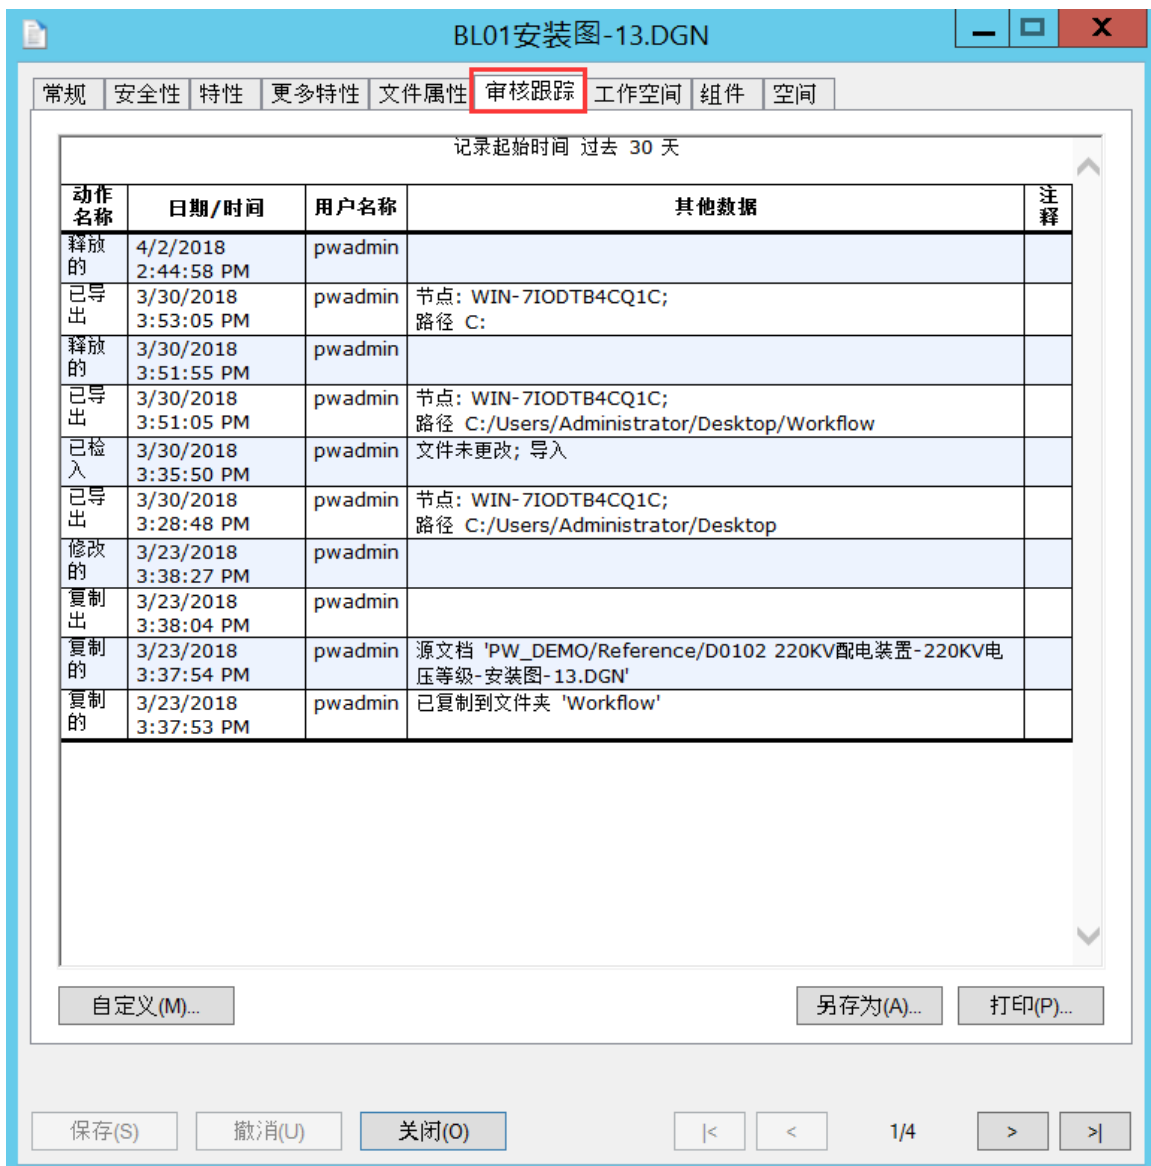 BL01安装图-13.DGN
常规 安全性 特性 更多特性 文件属性 审核跟踪 工作空间 组件 空间
记录起始时间 过去 30 天
动作名称 日期/时间 用户名称 其他数据 注释
释放的 4/2/2018 2:44:58 PM pwadmin
已导出 3/30/2018 3:53:05 PM pwadmin 节点: WIN-7IODTB4CQ1C; 路径 C:
释放的 3/30/2018 3:51:55 PM pwadmin
已导出 3/30/2018 3:51:05 PM pwadmin 节点: WIN-7IODTB4CQ1C; 路径 C:/Users/Administrator/Desktop/Workflow
已检入 3/30/2018 3:35:50 PM pwadmin 文件未更改; 导入
已导出 3/30/2018 3:28:48 PM pwadmin 节点: WIN-7IODTB4CQ1C; 路径 C:/Users/Administrator/Desktop
修改的 3/23/2018 3:38:27 PM pwadmin
复制出 3/23/2018 3:38:04 PM pwadmin
复制的 3/23/2018 3:37:54 PM pwadmin 源文档 'PW_DEMO/Reference/D0102 220KV配电装置-220KV电压等级-安装图-13.DGN'
复制的 3/23/2018 3:37:53 PM pwadmin 已复制到文件夹 'Workflow'
自定义(M)... 另存为(A)... 打印(P)...
保存(S) 撤消(U) 关闭(O) |< < 1/4 > >|